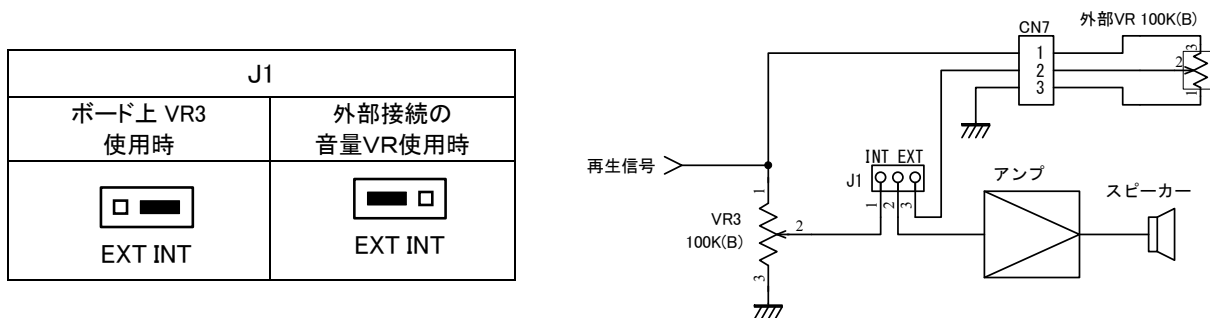 J1
ボード上 VR3
使用時
外部接続の
音量VR使用時
EXT INT
EXT INT
CN7
外部VR 100K(B)
1
2
3
3
2
1
再生信号
INT EXT
J1
1
2
3
アンプ
スピーカー
1
VR3
100K(B)
2
3